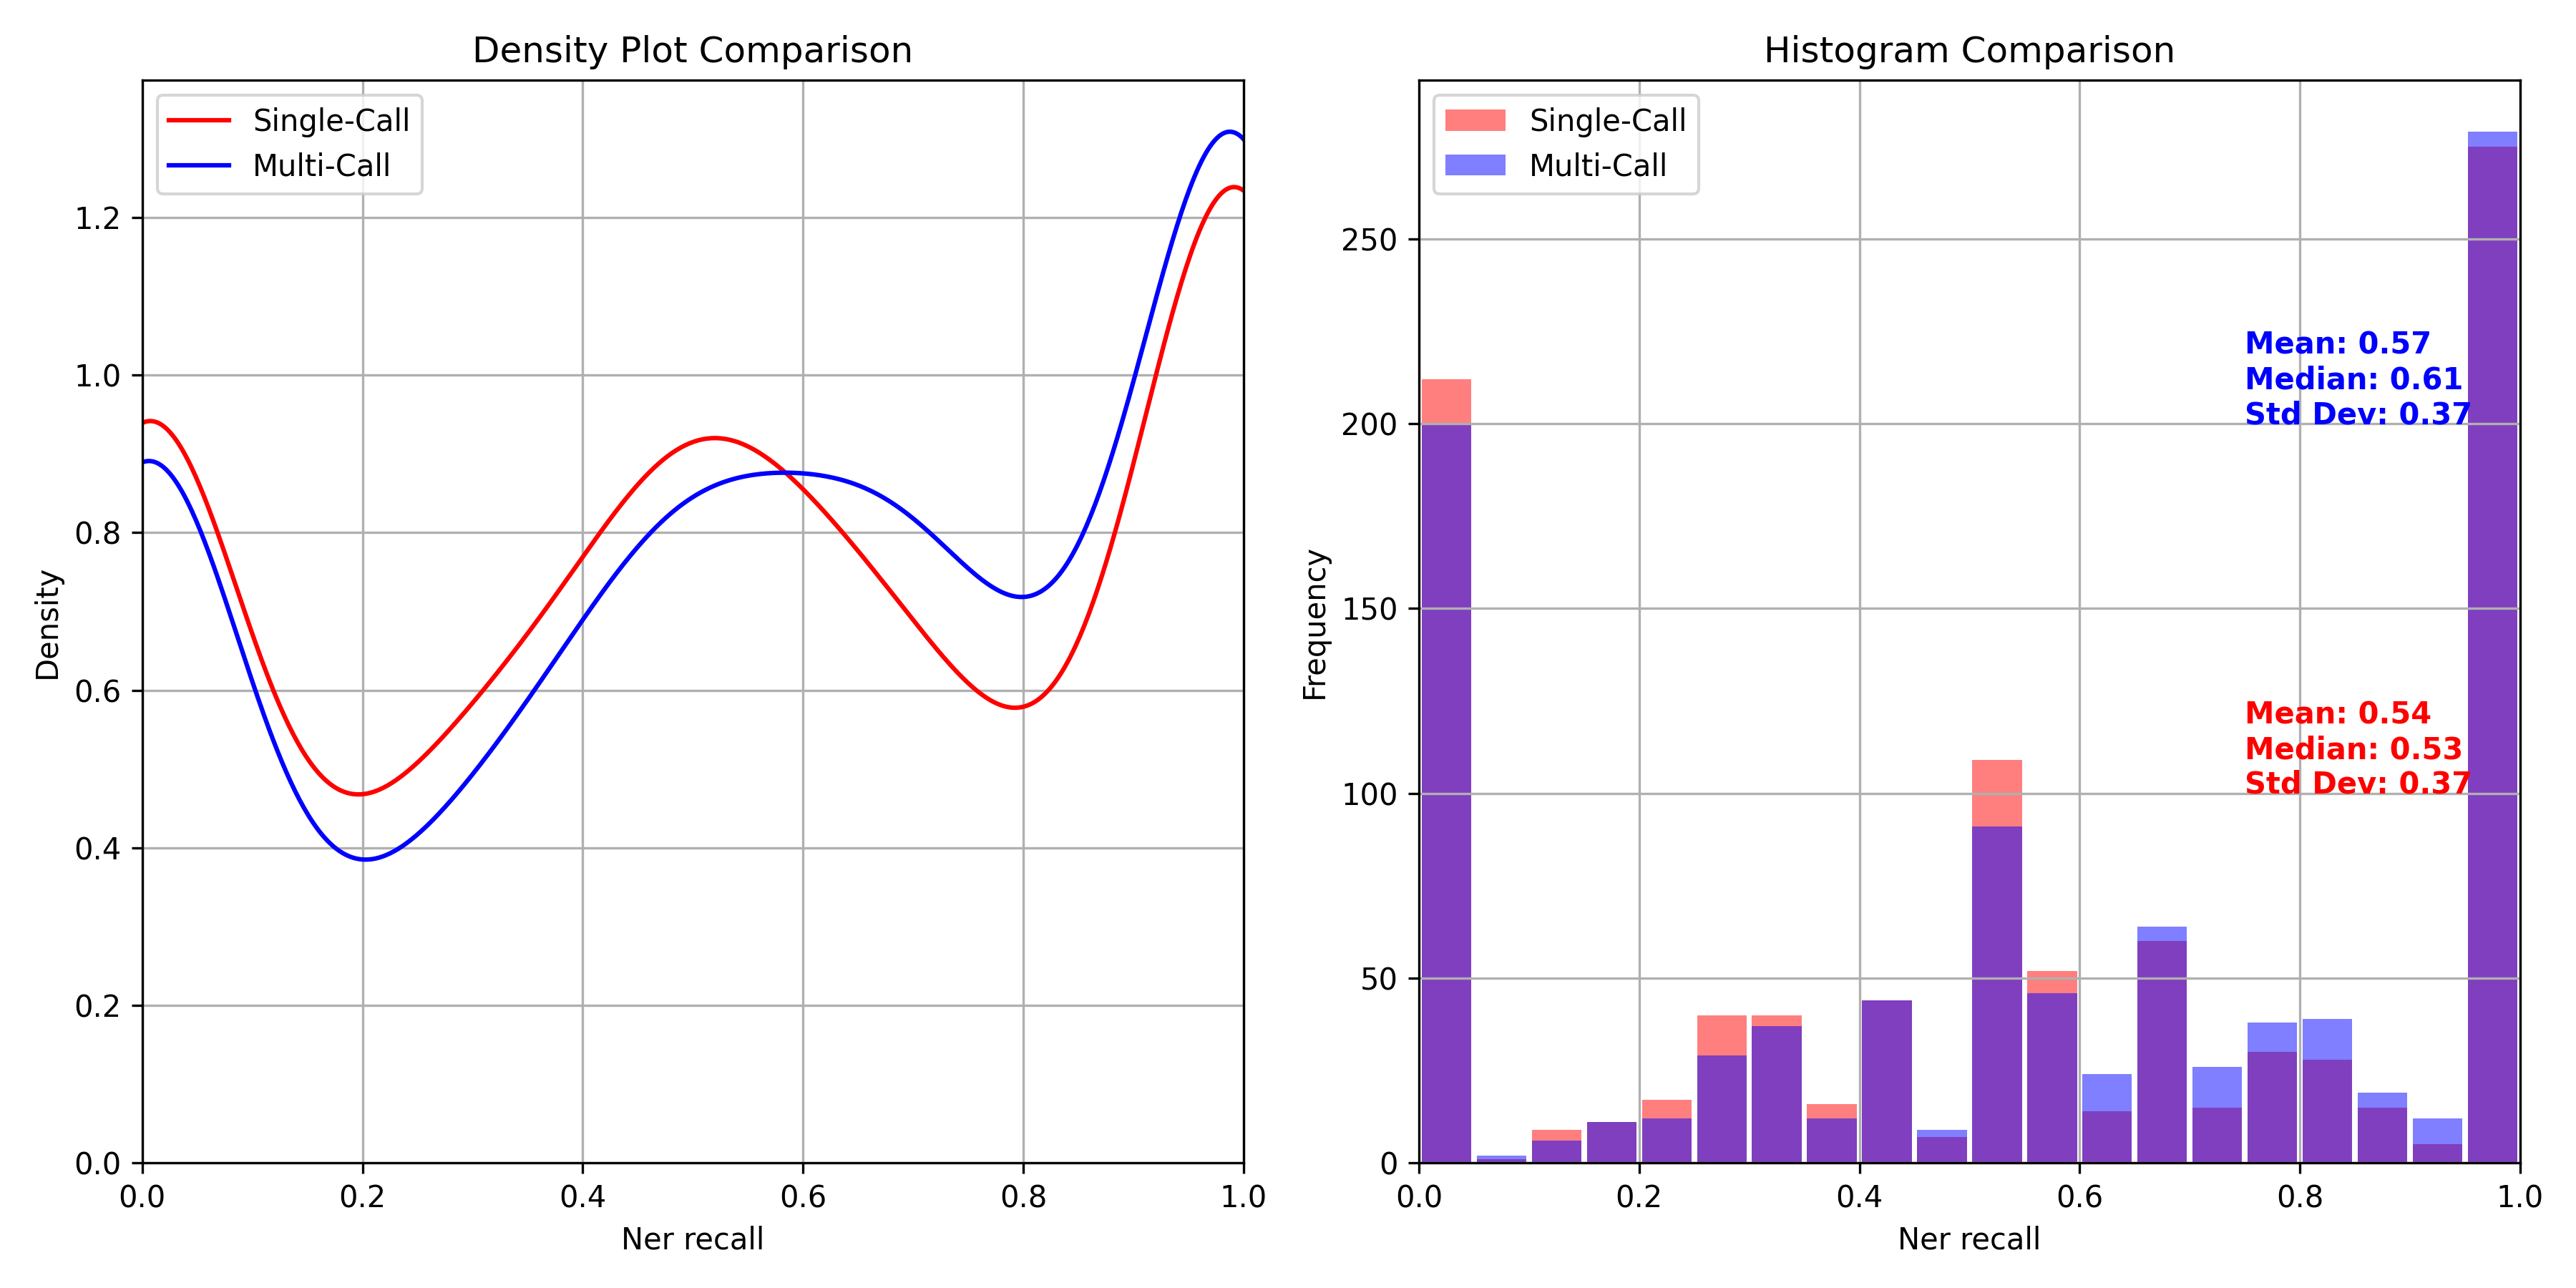 Density Plot Comparison
Single-Call
Multi-Call
1.2
1.0
0.8
0.6
0.4
0.2
0.0
Density
0.0 0.2 0.4 0.6 0.8 1.0
Ner recall
Histogram Comparison
Single-Call
Multi-Call
250
200
150
100
50
0
Frequency
Mean: 0.57
Median: 0.61
Std Dev: 0.37
Mean: 0.54
Median: 0.53
Std Dev: 0.37
0.0 0.2 0.4 0.6 0.8 1.0
Ner recall